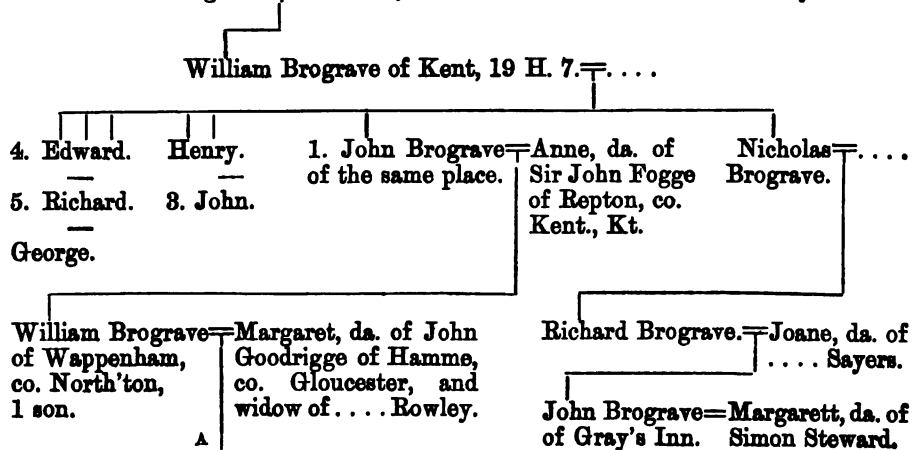 William Brograve of Kent, 19 H. 7.=....
4. Edward.
5. Richard.
George.
Henry.
3. John.
1. John Brograve=Anne, da. of
of the same place.
Sir John Fogge
of Repton, co.
Kent., Kt.
Nicholas=....
Brograve.
William Brograve=Margaret, da. of John
of Wappenham,
co. North'ton,
1 son.
Goodrigge of Hamme,
co. Gloucester, and
widow of....Rowley.
A
Richard Brograve.=Joane, da. of
.... Sayers.
John Brograve=Margarett, da. of
of Gray's Inn.
Simon Steward.